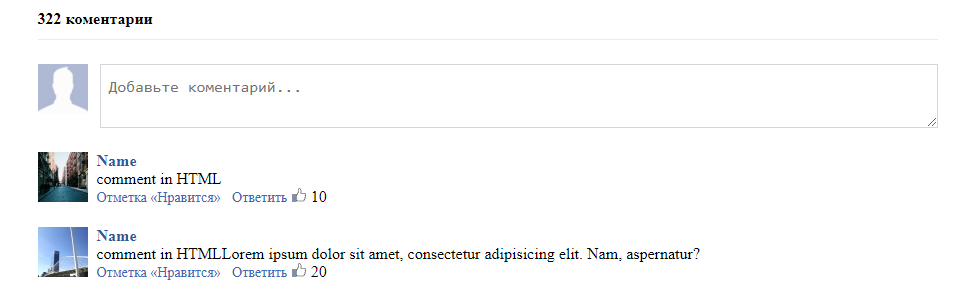 322 коментарии
Добавьте коментарий...
Name
comment in HTML
Отметка «Нравится» Ответить 10
Name
comment in HTMLLorem ipsum dolor sit amet, consectetur adipisicing elit. Nam, aspernatur?
Отметка «Нравится» Ответить 20